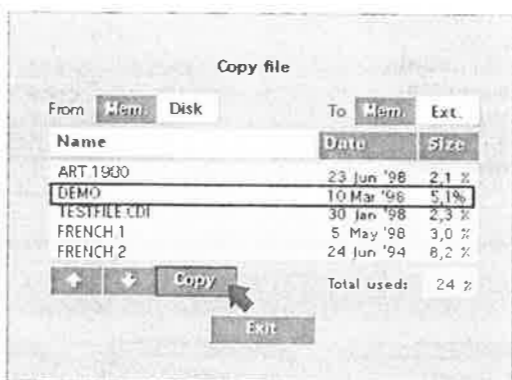 Copy file
From Mem. Disk To Mem. Ext.
Name Date Size
ART 1980 23 Jun '98 2,1 %
DEMO 10 Mar '98 5,1%
TESTFILE.CDI 30 Jan '98 2,3 %
FRENCH.1 5 May '98 3,0 %
FRENCH.2 24 Jun '94 8,2 %
Copy Total used: 24 %
Exit